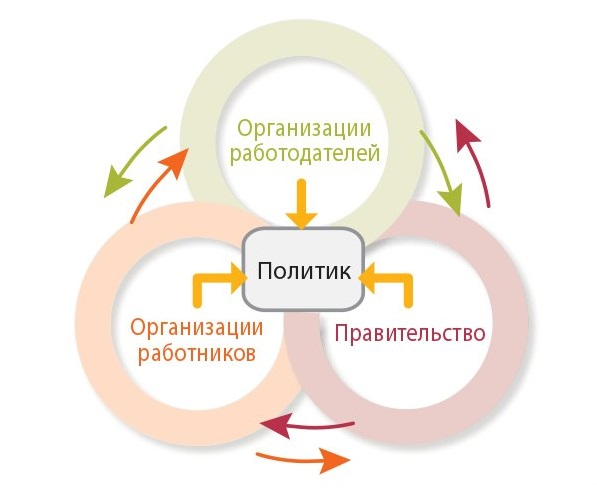 Организации
работодателей
Политик
Организации
работников
Правительство